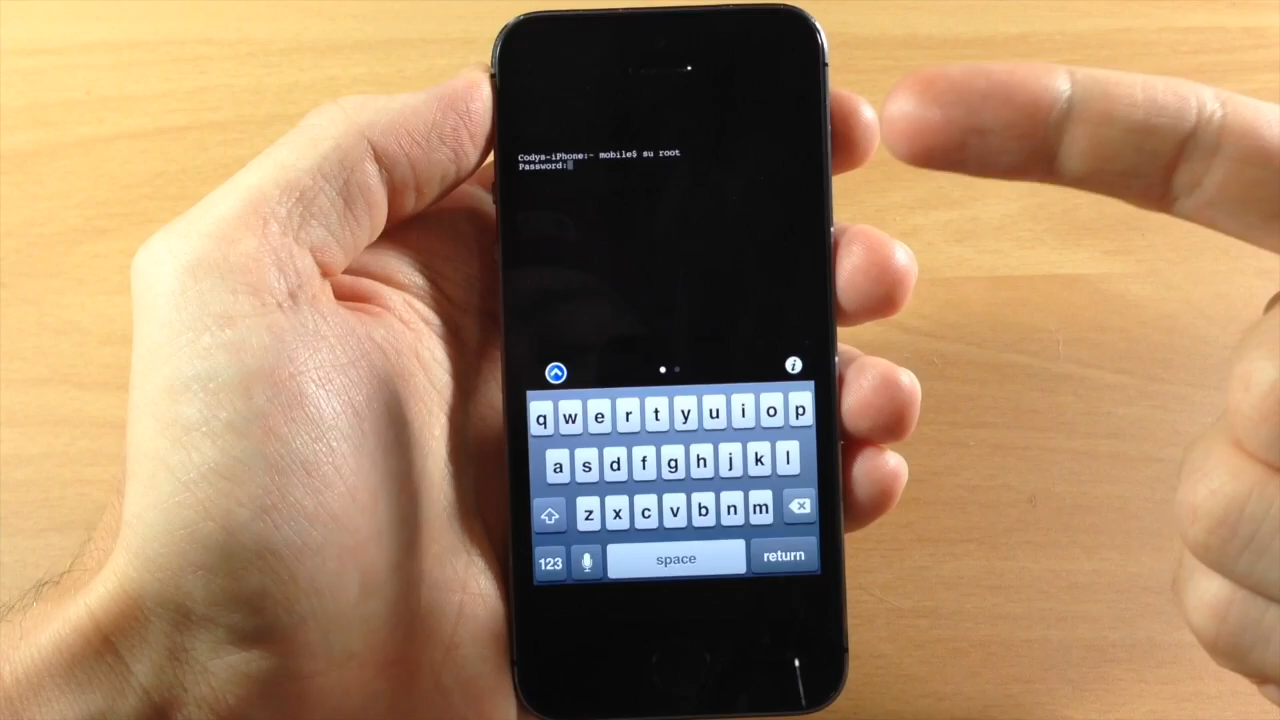 Codys-iPhone:~ mobile$ su root
Password:
i
q w e r t y u i o p
a s d f g h j k l
z x c v b n m
123 space return